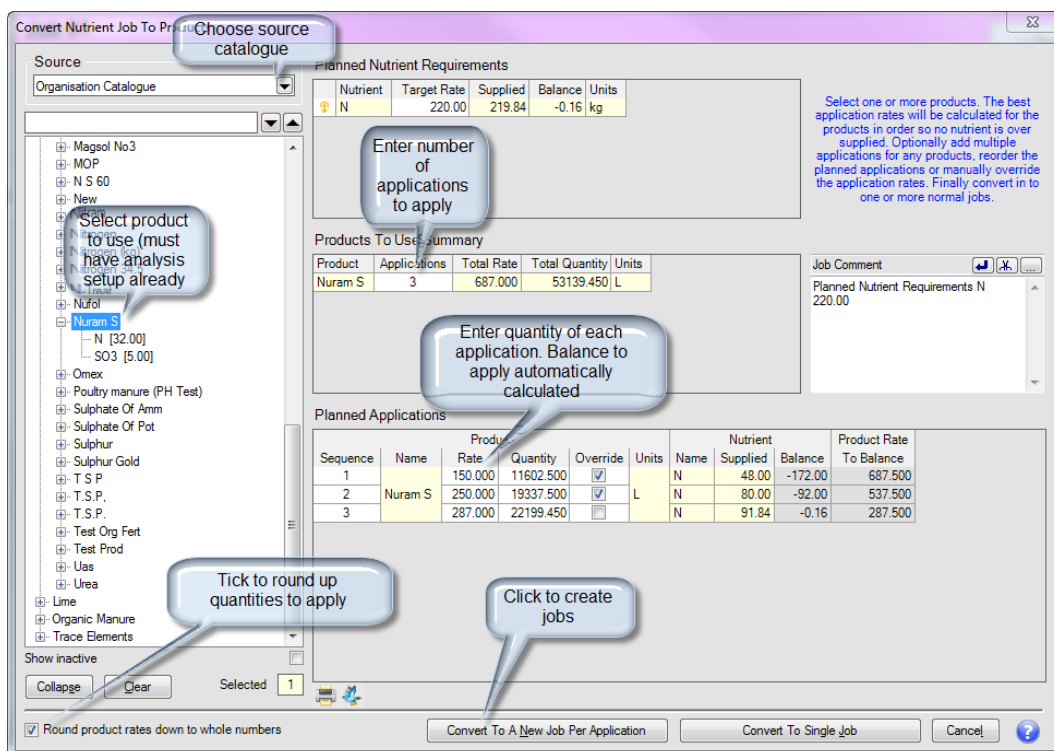 Convert Nutrient Job To Pr
Choose source
catalogue
Source
Organisation Catalogue
Magsol No3
MOP
N S 60
New
Nitram
Nitrogen
Nitrogen (kg)
Nitrogen 34.5
N-Treat
Select product
to use (must
have analysis
setup already
Nufol
Nuram S
N [32.00]
SO3 [5.00]
Omex
Poultry manure (PH Test)
Sulphate Of Amm
Sulphate Of Pot
Sulphur
Sulphur Gold
T S P
T.S.P,
T.S.P.
Test Org Fert
Test Prod
Uas
Urea
Lime
Organic Manure
Trace Elements
Tick to round up
quantities to apply
Show inactive
Collapse Clear Selected 1
Round product rates down to whole numbers
Planned Nutrient Requirements
Nutrient Target Rate Supplied Balance Units
N 220.00 219.84 -0.16 kg
Enter number
of
applications
to apply
Select one or more products. The best
application rates will be calculated for the
products in order so no nutrient is over
supplied. Optionally add multiple
applications for any products, reorder the
planned applications or manually override
the application rates. Finally convert in to
one or more normal jobs.
Products To Use Summary
Product Applications Total Rate Total Quantity Units
Nuram S 3 687.000 53139.450 L
Job Comment ...
Planned Nutrient Requirements N
220.00
Enter quantity of each
application. Balance to
apply automatically
calculated
Planned Applications
Produ Nutrient Product Rate
Sequence Name Rate Quantity Override Units Name Supplied Balance To Balance
1 150.000 11602.500 N 48.00 -172.00 687.500
2 Nuram S 250.000 19337.500 L N 80.00 -92.00 537.500
3 287.000 22199.450 N 91.84 -0.16 287.500
Click to create
jobs
Convert To A New Job Per Application Convert To Single Job Cancel ?